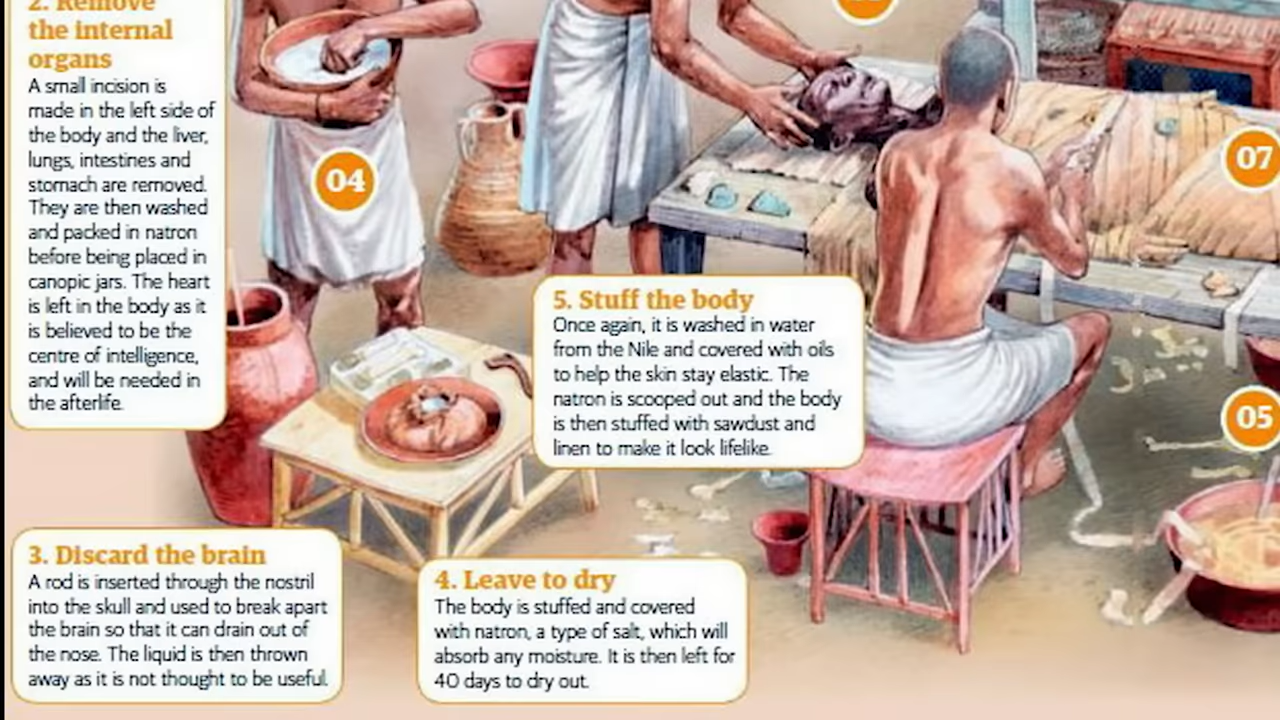 2. Remove
the internal
organs
A small incision is
made in the left side of
the body and the liver,
lungs, intestines and
stomach are removed.
They are then washed
and packed in natron
before being placed in
canopic jars. The heart
is left in the body as it
is believed to be the
centre of intelligence,
and will be needed in
the afterlife.
04
07
5. Stuff the body
Once again, it is washed in water
from the Nile and covered with oils
to help the skin stay elastic. The
natron is scooped out and the body
is then stuffed with sawdust and
linen to make it look lifelike.
05
3. Discard the brain
A rod is inserted through the nostril
into the skull and used to break apart
the brain so that it can drain out of
the nose. The liquid is then thrown
away as it is not thought to be useful.
4. Leave to dry
The body is stuffed and covered
with natron, a type of salt, which will
absorb any moisture. It is then left for
40 days to dry out.